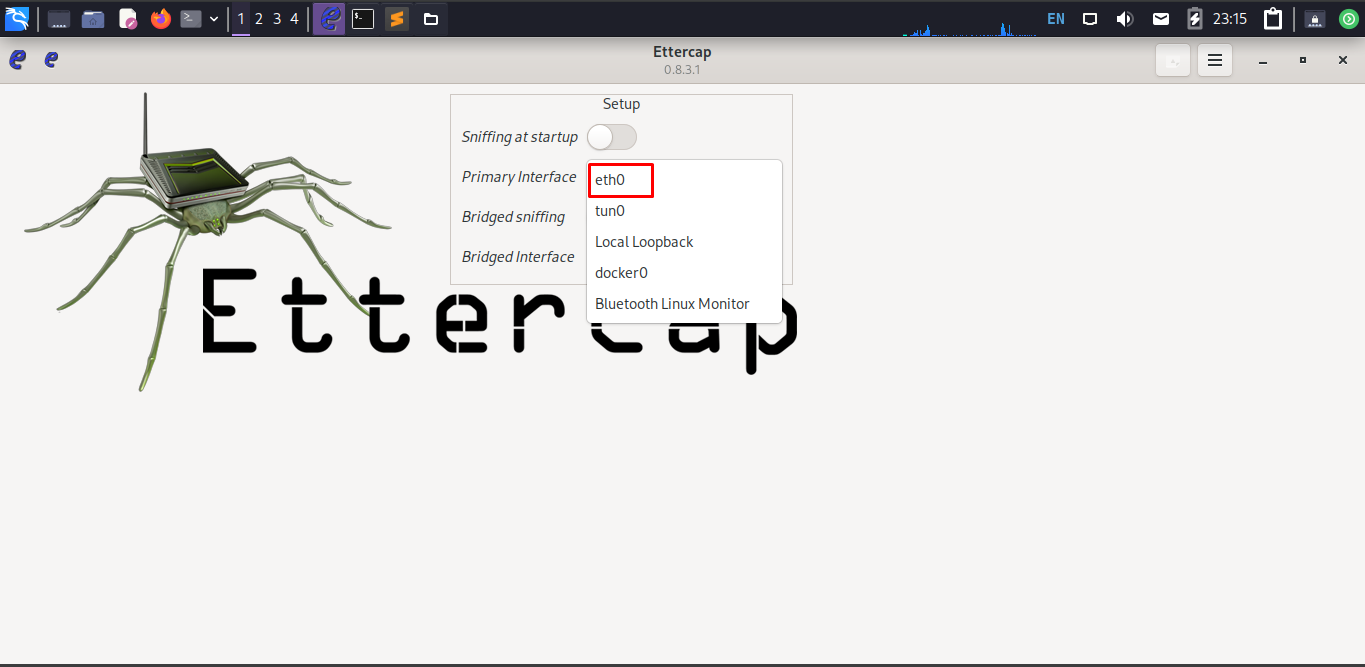 1 2 3 4
EN
23:15
Ettercap
0.8.3.1
Setup
Sniffing at startup
Primary Interface
eth0
tun0
Bridged sniffing
Local Loopback
Bridged Interface
docker0
Bluetooth Linux Monitor
Ettercap